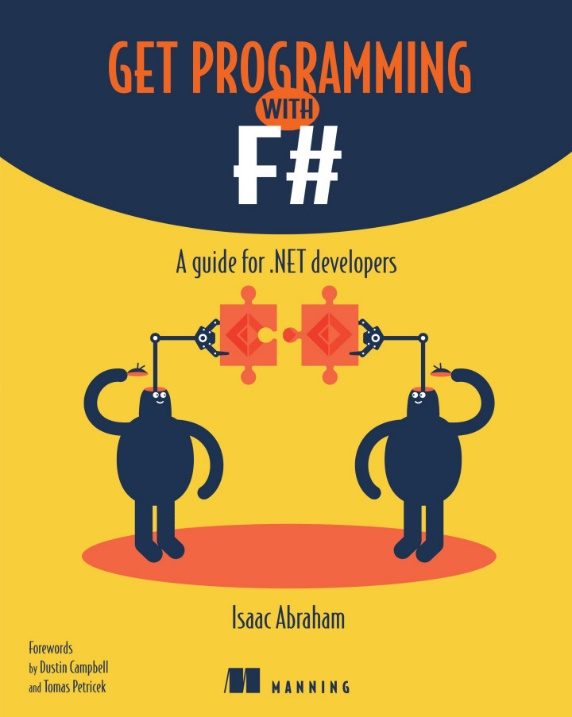 GET PROGRAMMING
WITH
F#
A guide for .NET developers
Isaac Abraham
Forewords
by Dustin Campbell
and Tomas Petricek
MANNING